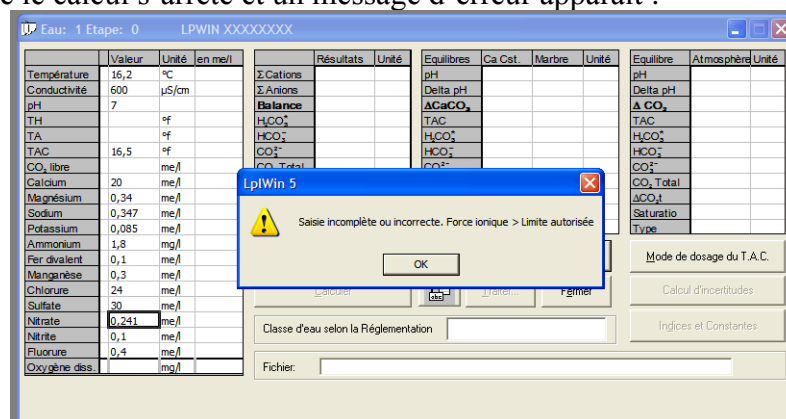 e le calcul s'arrête et un message d'erreur apparaît :
Eau: 1 Etape: 0 LPWIN XXXXXXXX
Valeur Unité en me/l
Température 16,2 °C
Conductivité 600 µS/cm
pH 7
TH °f
TA °f
TAC 16,5 °f
CO₂ libre me/l
Calcium 20 me/l
Magnésium 0,34 me/l
Sodium 0,347 me/l
Potassium 0,085 me/l
Ammonium 1,8 mg/l
Fer divalent 0,1 me/l
Manganèse 0,3 me/l
Chlorure 24 me/l
Sulfate 30 me/l
Nitrate 0,241 me/l
Nitrite 0,1 me/l
Fluorure 0,4 me/l
Oxygène diss. mg/l
Résultats Unité
ΣCations
ΣAnions
Balance
H₂CO₃*
HCO₃⁻
CO₃²⁻
CO₂ Total
Equilibres Ca Cst. Marbre Unité
pH
Delta pH
ΔCaCO₃
TAC
H₂CO₃*
HCO₃⁻
CO₃²⁻
Equilibre Atmosphère Unité
pH
Delta pH
Δ CO₂
TAC
H₂CO₃*
HCO₃⁻
CO₃²⁻
CO₂ Total
ΔCO₂t
Saturatio
Type
LplWin 5
Saisie incomplète ou incorrecte. Force ionique > Limite autorisée
OK
Mode de dosage du T.A.C.
Calculer Traiter... Fermer Calcul d'incertitudes
Classe d'eau selon la Réglementation Indices et Constantes
Fichier: